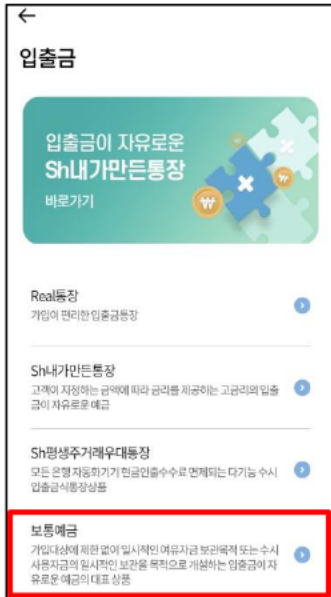 입출금
입출금이 자유로운
Sh내가만든통장
바로가기
Real통장
가입이 편리한 입출금통장
Sh내가만든통장
고객이 지정하는 금액에 따라 금리를 제공하는 고금리의 입출
금이 자유로운 예금
Sh평생주거래우대통장
모든 은행 자동화기기 현금인출수수료 면제되는 다기능 수시
입출금식통장상품
보통예금
가입대상에 제한 없이 일시적인 여유자금 보관목적 또는 수시
사용자금의 일시적인 보관을 목적으로 개설하는 입출금이 자
유로운 예금의 대표 상품